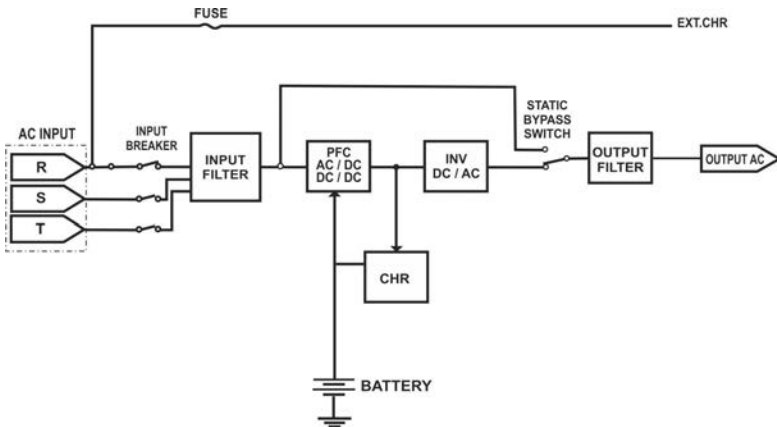 FUSE
EXT.CHR
AC INPUT
INPUT
BREAKER
STATIC
BYPASS
SWITCH
R
S
T
INPUT
FILTER
PFC
AC / DC
DC / DC
INV
DC / AC
OUTPUT
FILTER
OUTPUT AC
CHR
BATTERY